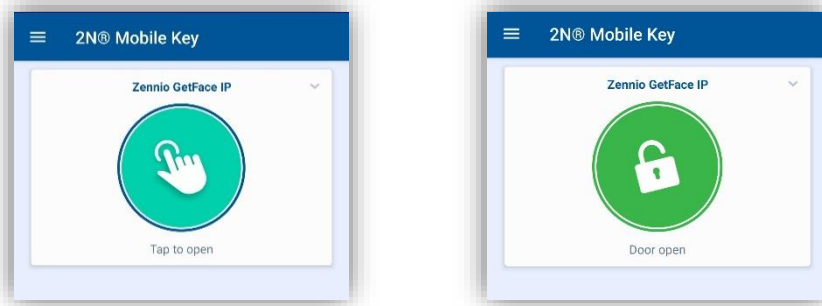 2N® Mobile Key
Zennio GetFace IP
Tap to open
2N® Mobile Key
Zennio GetFace IP
Door open